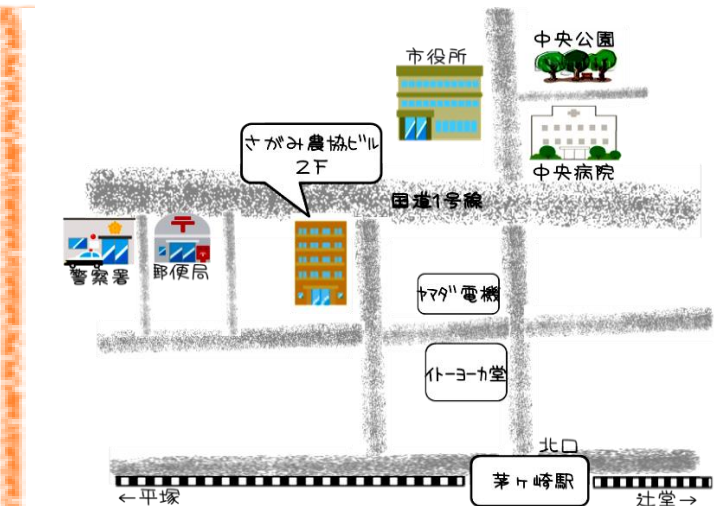 中央公園
市役所
さがみ農協ビル
2F
中央病院
国道1号線
警察署
郵便局
ヤマダ電機
イトーヨーカ堂
北口
茅ヶ崎駅
←平塚
辻堂→